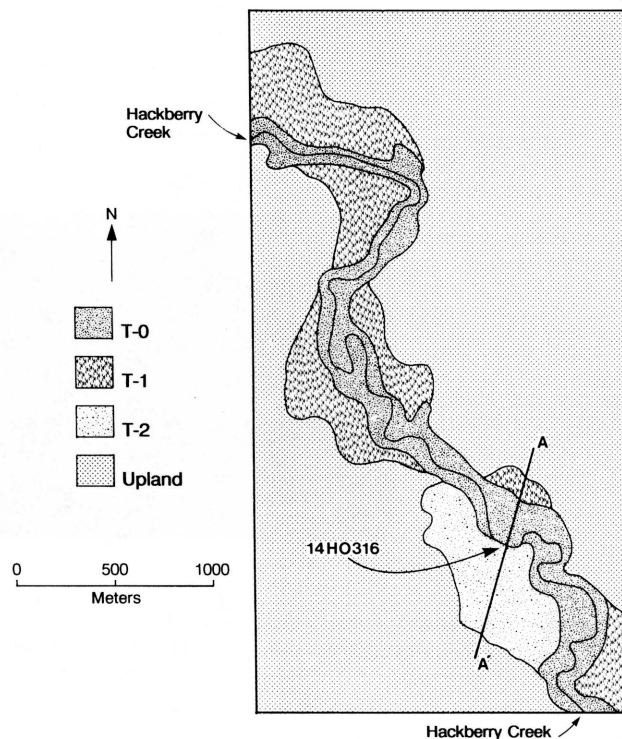 Hackberry
Creek
N
T-0
T-1
T-2
Upland
0 500 1000
Meters
A
14HO316
A'
Hackberry Creek